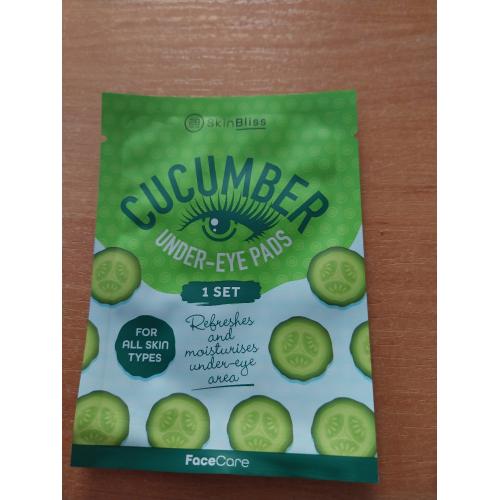 SkinBliss
CUCUMBER
UNDER-EYE PADS
1 SET
FOR
ALL SKIN
TYPES
Refreshes
and
moisturises
under-eye
area
FaceCare